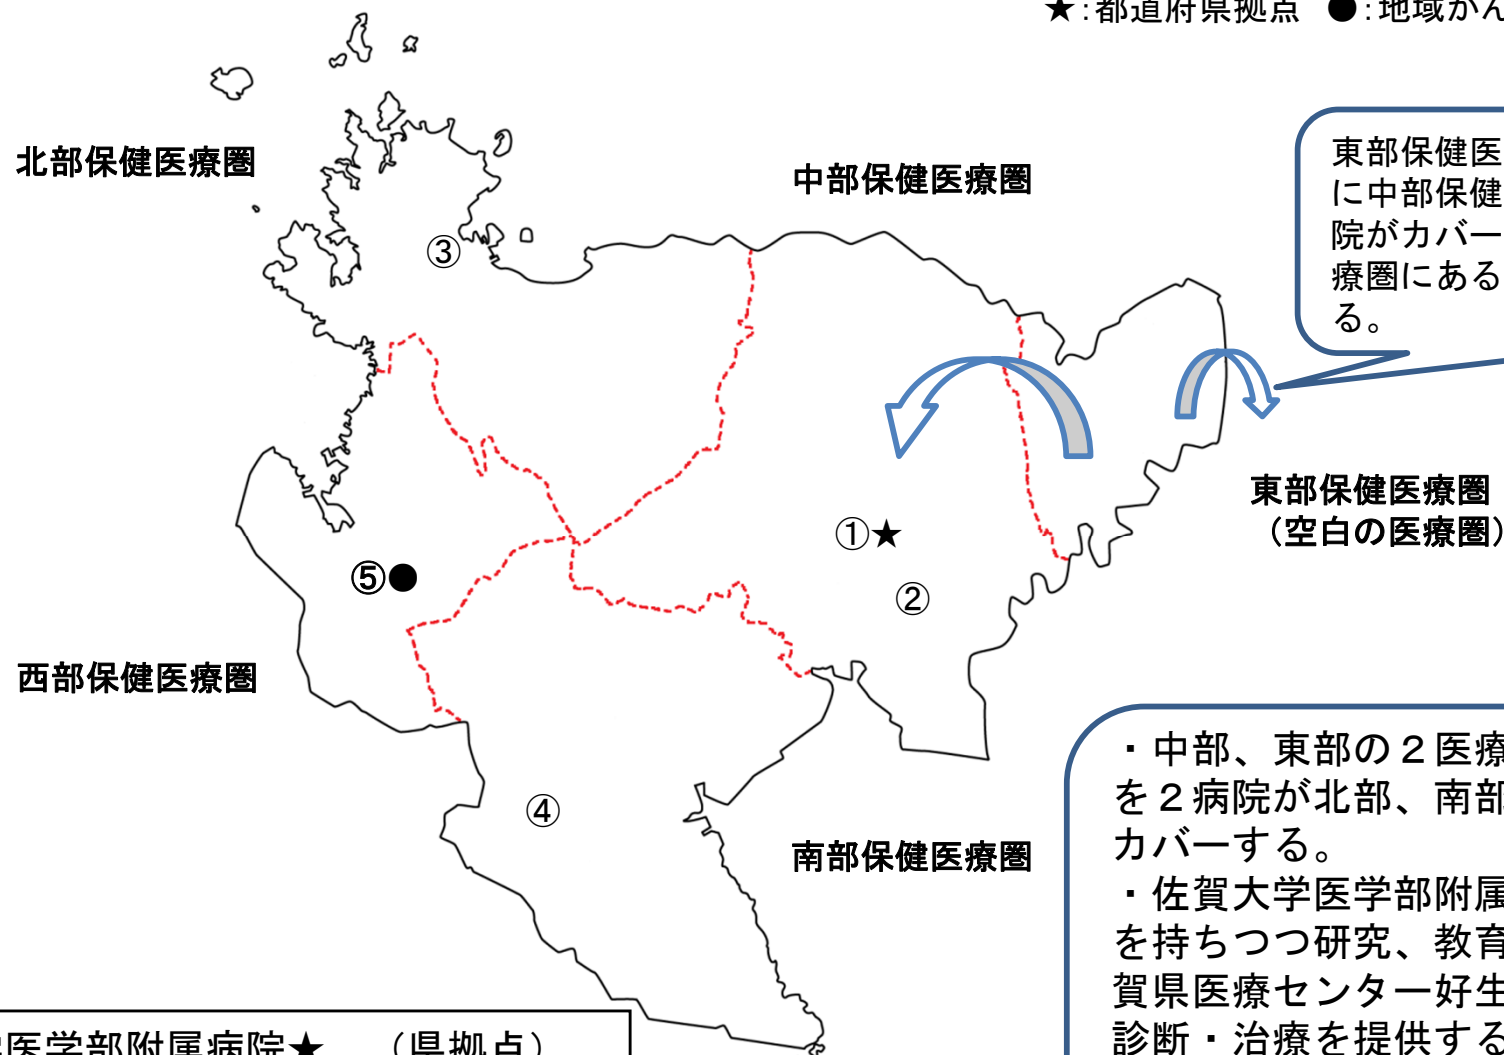 ★：都道府県拠点　●：地域がん
北部保健医療圏
中部保健医療圏
東部保健医
に中部保健
院がカバー
療圏にある
る。
③
東部保健医療圏
（空白の医療圏）
①★
⑤●
②
西部保健医療圏
・中部、東部の２医療
を２病院が北部、南部
カバーする。
・佐賀大学医学部附属
を持ちつつ研究、教育
賀県医療センター好生
診断・治療を提供する
④
南部保健医療圏
学医学部附属病院★　（県拠点）